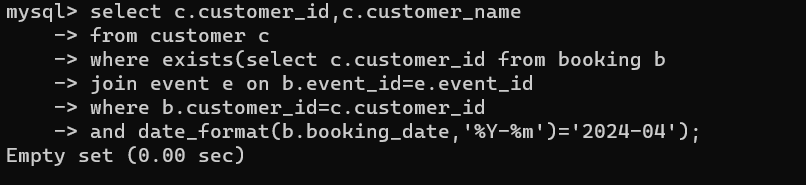 mysql> select c.customer_id,c.customer_name
    -> from customer c
    -> where exists(select c.customer_id from booking b
    -> join event e on b.event_id=e.event_id
    -> where b.customer_id=c.customer_id
    -> and date_format(b.booking_date,'%Y-%m')='2024-04');
Empty set (0.00 sec)